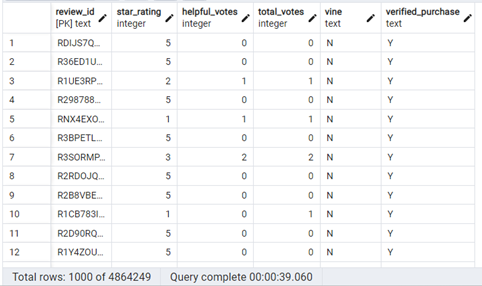 review_id star_rating helpful_votes total_votes vine verified_purchase
[PK] text integer integer integer text text
1 RDIJS7Q... 5 0 0 N Y
2 R36ED1U... 5 0 0 N Y
3 R1UE3RP... 2 1 1 N Y
4 R298788... 5 0 0 N Y
5 RNX4EXO... 1 1 1 N Y
6 R3BPETL... 5 0 0 N Y
7 R3SORMP... 3 2 2 N Y
8 R2RDOJQ... 5 0 0 N Y
9 R2B8VBE... 5 0 0 N Y
10 R1CB783I... 1 0 1 N Y
11 R2D90RQ... 5 0 0 N Y
12 R1Y4ZOU... 5 0 0 N Y
Total rows: 1000 of 4864249 Query complete 00:00:39.060